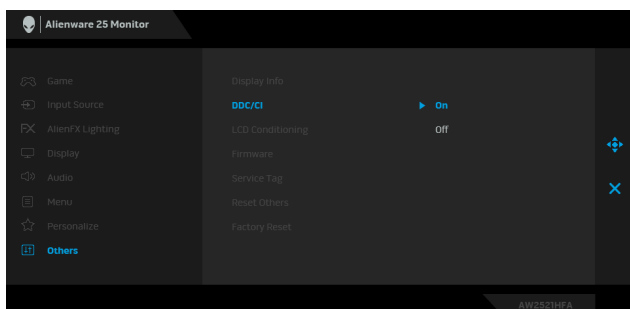 Alienware 25 Monitor
Game
Input Source
AlienFX Lighting
Display
Audio
Menu
Personalize
Others
Display Info
DDC/CI On
LCD Conditioning Off
Firmware
Service Tag
Reset Others
Factory Reset
AW2521HFA